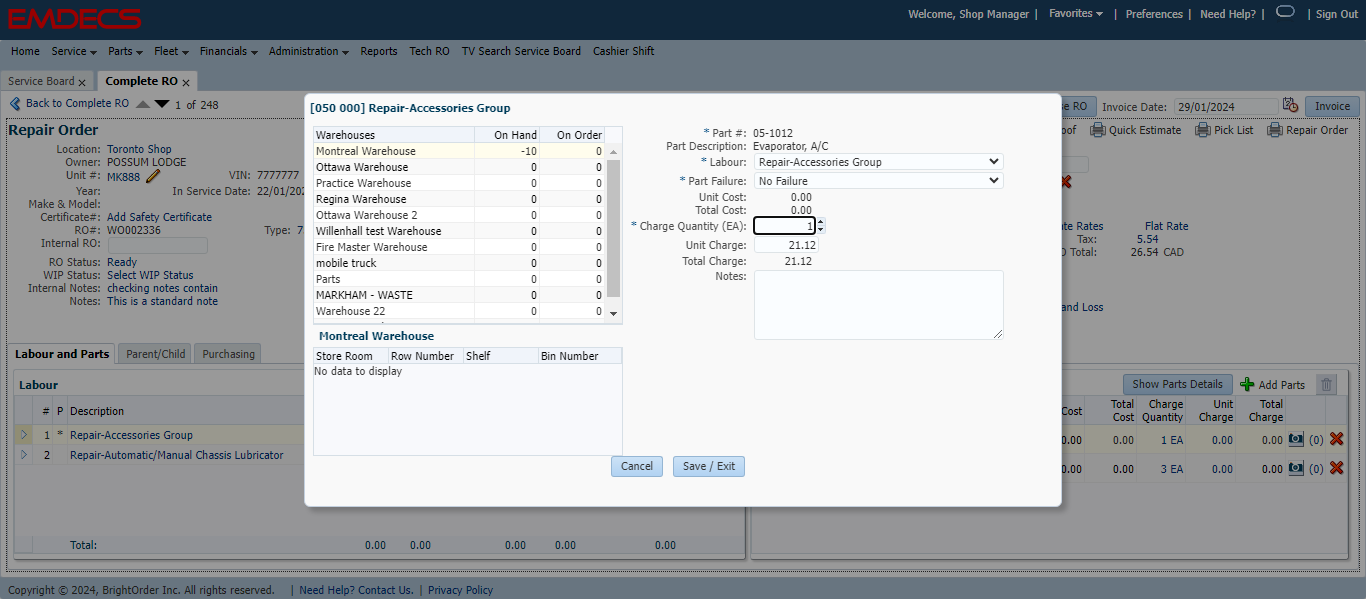 EMDECS
Welcome, Shop Manager | Favorites | Preferences | Need Help? | | Sign Out
Home Service Parts Fleet Financials Administration Reports Tech RO TV Search Service Board Cashier Shift
Service Board x Complete RO x
Back to Complete RO 1 of 248
e RO Invoice Date: 29/01/2024 Invoice
Repair Order
oof Quick Estimate Pick List Repair Order
Location: Toronto Shop
Owner: POSSUM LODGE
Unit #: MK888 VIN: 7777777
Year: In Service Date: 22/01/202
Make & Model:
Certificate#: Add Safety Certificate
RO#: WO002336 Type: 7
Internal RO:
RO Status: Ready
WIP Status: Select WIP Status
Internal Notes: checking notes contain
Notes: This is a standard note
te Rates Flat Rate
Tax: 5.54
O Total: 26.54 CAD
and Loss
[050 000] Repair-Accessories Group
Warehouses On Hand On Order
Montreal Warehouse -10 0
Ottawa Warehouse 0 0
Practice Warehouse 0 0
Regina Warehouse 0 0
Ottawa Warehouse 2 0 0
Willenhall test Warehouse 0 0
Fire Master Warehouse 0 0
mobile truck 0 0
Parts 0 0
MARKHAM - WASTE 0 0
Warehouse 22 0 0
Montreal Warehouse
Store Room Row Number Shelf Bin Number
No data to display
* Part #: 05-1012
Part Description: Evaporator, A/C
* Labour: Repair-Accessories Group
* Part Failure: No Failure
Unit Cost: 0.00
Total Cost: 0.00
* Charge Quantity (EA): 1
Unit Charge: 21.12
Total Charge: 21.12
Notes:
Cancel Save / Exit
Labour and Parts Parent/Child Purchasing
Labour
# P Description
1 * Repair-Accessories Group
2 Repair-Automatic/Manual Chassis Lubricator
Total: 0.00 0.00 0.00 0.00 0.00
Show Parts Details Add Parts
Cost Total Cost Charge Quantity Unit Charge Total Charge
0.00 0.00 1 EA 0.00 0.00 (0)
0.00 0.00 3 EA 0.00 0.00 (0)
Copyright © 2024, BrightOrder Inc. All rights reserved. | Need Help? Contact Us. | Privacy Policy